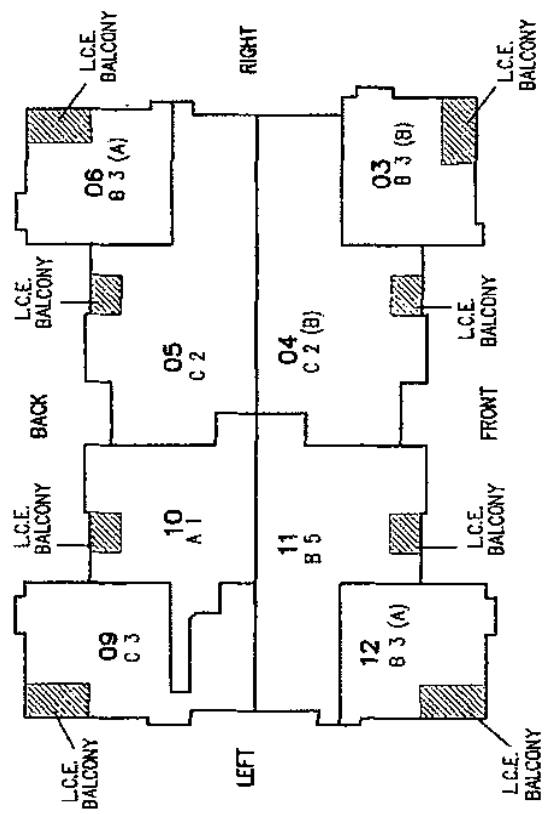 L.C.E.
BALCONY
L.C.E.
BALCONY
BACK
L.C.E.
BALCONY
L.C.E.
BALCONY
09
C 3
10
A 1
05
C 2
06
B 3 (A)
LEFT
RIGHT
11
B 5
04
C 2 (B)
12
B 3 (A)
03
B 3 (B)
L.C.E.
BALCONY
L.C.E.
BALCONY
FRONT
L.C.E.
BALCONY
L.C.E.
BALCONY